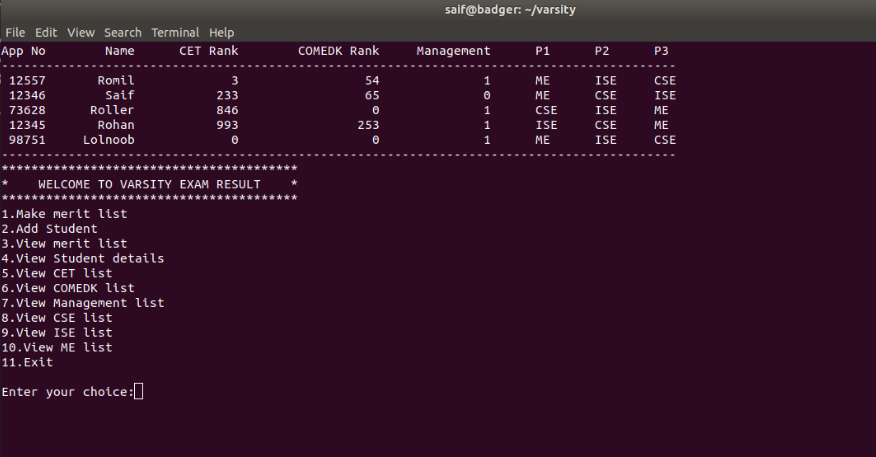 saif@badger: ~/varsity
File Edit View Search Terminal Help
App No        Name      CET Rank        COMEDK Rank     Management      P1      P2      P3
-------------------------------------------------------------------------------------------
 12557       Romil              3                 54              1      ME      ISE     CSE
 12346        Saif            233                 65              0      ME      CSE     ISE
 73628      Roller            846                  0              1      CSE     ISE     ME
 12345       Rohan            993                253              1      ISE     CSE     ME
 98751     Lolnoob              0                  0              1      ME      ISE     CSE
-------------------------------------------------------------------------------------------
****************************************
*    WELCOME TO VARSITY EXAM RESULT    *
****************************************
1.Make merit list
2.Add Student
3.View merit list
4.View Student details
5.View CET list
6.View COMEDK list
7.View Management list
8.View CSE list
9.View ISE list
10.View ME list
11.Exit
Enter your choice: